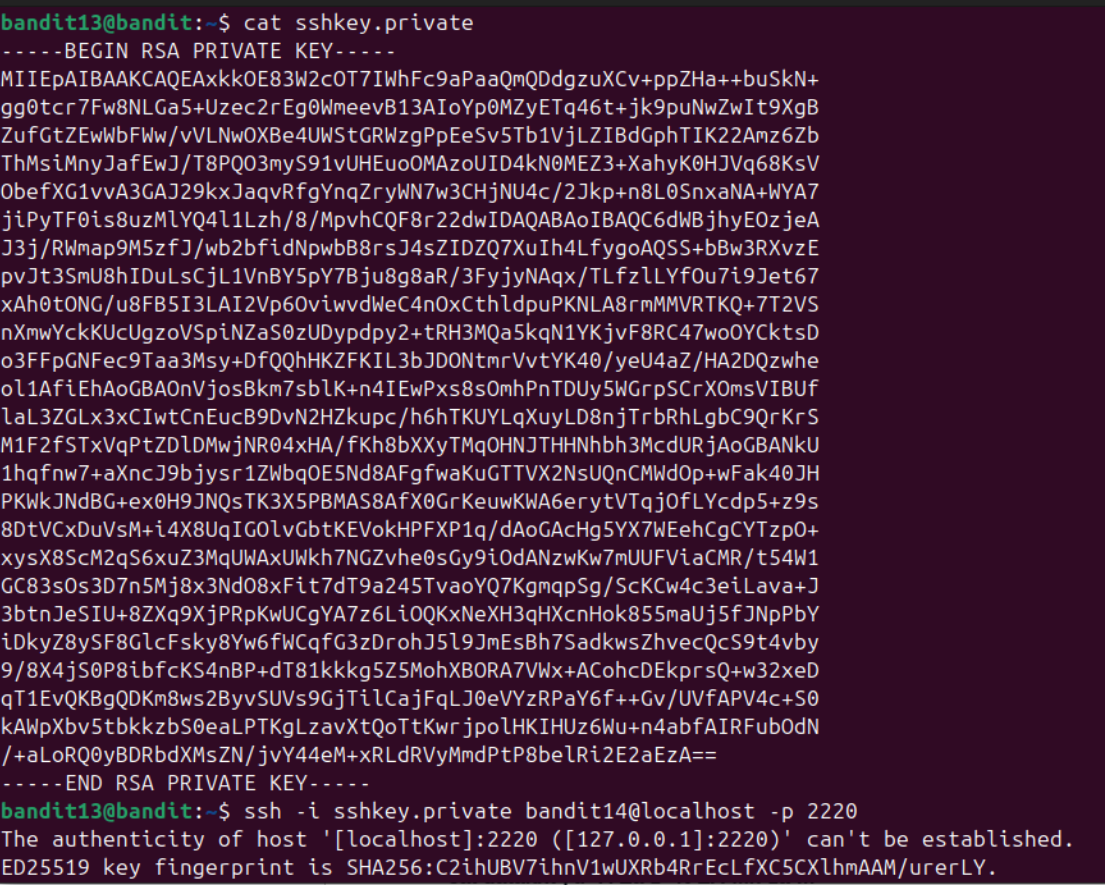 bandit13@bandit:~$ cat sshkey.private
-----BEGIN RSA PRIVATE KEY-----
MIIEpAIBAAKCAQEAxkkOE83W2cOT7IWhFc9aPaaQmQDdgzuXCv+ppZHa++buSkN+
gg0tcr7Fw8NLGa5+Uzec2rEg0WmeevB13AIoYp0MZyETq46t+jk9puNwZwIt9XgB
ZufGtZEwWbFWw/vVLNwOXBe4UWStGRWzgPpEeSv5Tb1VjLZIBdGphTIK22Amz6Zb
ThMsiMnyJafEwJ/T8PQO3myS91vUHEuoOMAzoUID4kN0MEZ3+XahyK0HJVq68KsV
ObefXG1vvA3GAJ29kxJaqvRfgYnqZryWN7w3CHjNU4c/2Jkp+n8L0SnxaNA+WYA7
jiPyTF0is8uzMlYQ4l1Lzh/8/MpvhCQF8r22dwIDAQABAoIBAQC6dWBjhyEOzjeA
J3j/RWmap9M5zfJ/wb2bfidNpwbB8rsJ4sZIDZQ7XuIh4LfygoAQSS+bBw3RXvzE
pvJt3SmU8hIDuLsCjL1VnBY5pY7Bju8g8aR/3FyjyNAqx/TLfzlLYfOu7i9Jet67
xAh0tONG/u8FB5I3LAI2Vp6OviwvdWeC4nOxCthldpuPKNLA8rmMMVRTKQ+7T2VS
nXmwYckKUcUgzoVSpiNZaS0zUDypdpy2+tRH3MQa5kqN1YKjvF8RC47woOYCktsD
o3FFpGNFec9Taa3Msy+DfQQhHKZFKIL3bJDONtmrVvtYK40/yeU4aZ/HA2DQzwhe
ol1AfiEhAoGBAOnVjosBkm7sblK+n4IEwPxs8sOmhPnTDUy5WGrpSCrXOmsVIBUf
laL3ZGLx3xCIwtCnEucB9DvN2HZkupc/h6hTKUYLqXuyLD8njTrbRhLgbC9QrKrS
M1F2fSTxVqPtZDlDMwjNR04xHA/fKh8bXXyTMqOHNJTHHNhbh3McdURjAoGBANkU
1hqfnw7+aXncJ9bjysr1ZWbqOE5Nd8AFgfwaKuGTTVX2NsUQnCMWdOp+wFak40JH
PKWkJNdBG+ex0H9JNQsTK3X5PBMAS8AfX0GrKeuwKWA6erytVTqjOfLYcdp5+z9s
8DtVCxDuVsM+i4X8UqIGOlvGbtKEVokHPFXP1q/dAoGAcHg5YX7WEehCgCYTzpO+
xysX8ScM2qS6xuZ3MqUWAxUWkh7NGZvhe0sGy9iOdANzwKw7mUUFViaCMR/t54W1
GC83sOs3D7n5Mj8x3NdO8xFit7dT9a245TvaoYQ7KgmqpSg/ScKCw4c3eiLava+J
3btnJeSIU+8ZXq9XjPRpKwUCgYA7z6LiOQKxNeXH3qHXcnHok855maUj5fJNpPbY
iDkyZ8ySF8GlcFsky8Yw6fWCqfG3zDrohJ5l9JmEsBh7SadkwsZhvecQcS9t4vby
9/8X4jS0P8ibfcKS4nBP+dT81kkkg5Z5MohXBORA7VWx+ACohcDEkprsQ+w32xeD
qT1EvQKBgQDKm8ws2ByvSUVs9GjTilCajFqLJ0eVYzRPaY6f++Gv/UVfAPV4c+S0
kAWpXbv5tbkkzbS0eaLPTKgLzavXtQoTtKwrjpolHKIHUz6Wu+n4abfAIRFubOdN
/+aLoRQ0yBDRbdXMsZN/jvY44eM+xRLdRVyMmdPtP8belRi2E2aEzA==
-----END RSA PRIVATE KEY-----
bandit13@bandit:~$ ssh -i sshkey.private bandit14@localhost -p 2220
The authenticity of host '[localhost]:2220 ([127.0.0.1]:2220)' can't be established.
ED25519 key fingerprint is SHA256:C2ihUBV7ihnV1wUXRb4RrEcLfXC5CXlhmAAM/urerLY.